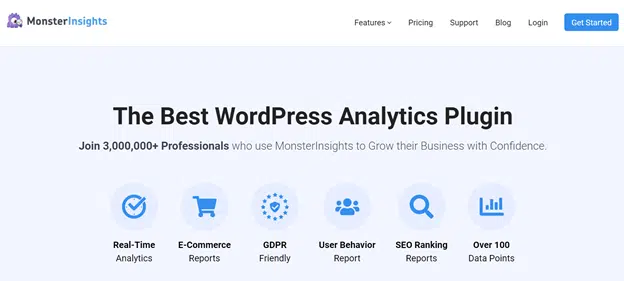 MonsterInsights
Features Pricing Support Blog Login Get Started
The Best WordPress Analytics Plugin
Join 3,000,000+ Professionals who use MonsterInsights to Grow their Business with Confidence.
Real-Time E-Commerce GDPR User Behavior SEO Ranking Over 100
Analytics Reports Friendly Report Reports Data Points